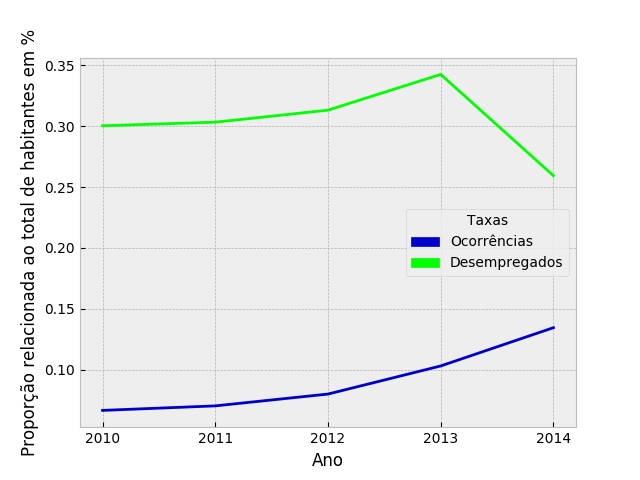 Proporção relacionada ao total de habitantes em %
0.35
0.30
0.25
0.20
0.15
0.10
Taxas
Ocorrências
Desempregados
2010 2011 2012 2013 2014
Ano